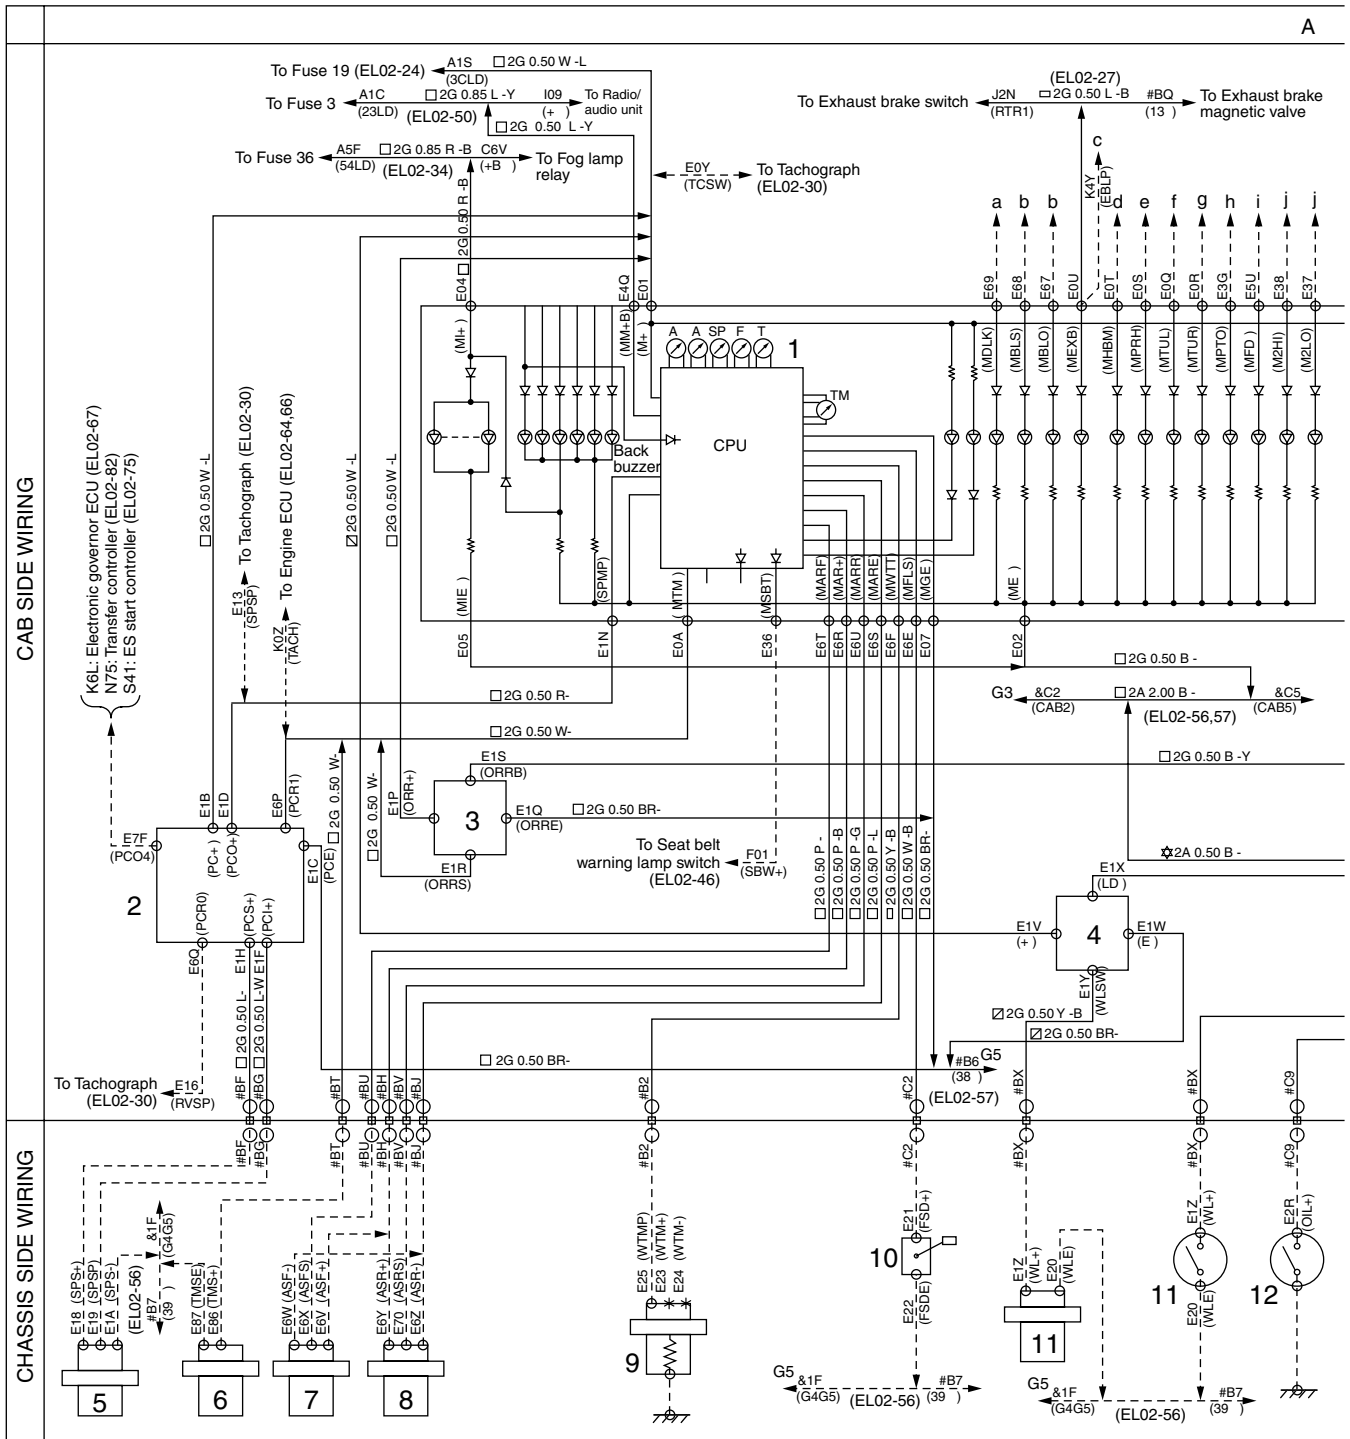 A
To Fuse 19 (EL02-24)
A1S
(3CLD)
2G 0.50 W -L
To Fuse 3
A1C
(23LD)
2G 0.85 L -Y
(EL02-50)
I09
(+ )
To Radio/
audio unit
2G 0.50 L -Y
To Fuse 36
A5F
(54LD)
2G 0.85 R -B
(EL02-34)
C6V
(+B )
To Fog lamp
relay
E0Y
(TCSW)
To Tachograph
(EL02-30)
(EL02-27)
To Exhaust brake switch
J2N
(RTR1)
2G 0.50 L -B
#BQ
(13 )
To Exhaust brake
magnetic valve
c
K4Y
(EBLP)
a
b
b
d
e
f
g
h
i
j
j
2G 0.50 R -B
E04
E4Q
E01
E69
E68
E67
E0U
E0T
E0S
E0Q
E0R
E3G
E5U
E38
E37
(MI+ )
(MM+B)
(M+ )
(MDLK)
(MBLS)
(MBLO)
(MEXB)
(MHBM)
(MPRH)
(MTUL)
(MTUR)
(MPTO)
(MFD )
(M2HI)
(M2LO)
A
A
SP
F
T
1
TM
CPU
Back
buzzer
CAB SIDE WIRING
K6L: Electronic governor ECU (EL02-67)
N75: Transfer controller (EL02-82)
S41: ES start controller (EL02-75)
2G 0.50 W -L
To Tachograph (EL02-30)
E13
(SPSP)
To Engine ECU (EL02-64,66)
K0Z
(TACH)
2G 0.50 W -L
2G 0.50 W -L
(MIE )
(SPMP)
(MTM )
(MSBT)
(MARF)
(MAR+)
(MARR)
(MARE)
(MWTT)
(MFLS)
(MGE )
(ME )
E05
E1N
E0A
E36
E6T
E6R
E6U
E6S
E6F
E6E
E07
E02
2G 0.50 B -
2G 0.50 R-
G3
&C2
(CAB2)
2A 2.00 B -
(EL02-56,57)
&C5
(CAB5)
2G 0.50 W-
2G 0.50 B -Y
E1S
(ORRB)
E1P
(ORR+)
3
E1Q
(ORRE)
2G 0.50 BR-
E1R
(ORRS)
2G 0.50 W-
2G 0.50 W-
E1B
E1D
E6P
(PCR1)
E7F
(PCO4)
(PC+ )
(PCO+)
E1C
(PCE)
2
(PCR0)
(PCS+)
(PCI+)
E6Q
E1H
E1F
To Seat belt
warning lamp switch
(EL02-46)
F01
(SBW+)
2G 0.50 P -
2G 0.50 P -B
2G 0.50 P -G
2G 0.50 P -L
2G 0.50 Y -B
2G 0.50 W -B
2G 0.50 BR-
2A 0.50 B -
E1X
(LD )
E1V
(+ )
4
E1W
(E )
E1Y
(WLSW)
2G 0.50 Y -B
2G 0.50 BR-
2G 0.50 L-
2G 0.50 L-W
2G 0.50 BR-
#B6
(38 )
G5
(EL02-57)
To Tachograph
(EL02-30)
E16
(RVSP)
#BF
#BG
#BT
#BU
#BH
#BV
#BJ
#B2
#C2
#BX
#BX
#C9
CHASSIS SIDE WIRING
#BF
#BG
#BT
#BU
#BH
#BV
#BJ
#B2
#C2
#BX
#BX
#C9
&1F
(G4G5)
E18 (SPS+)
E19 (SPSP)
E1A (SPS-)
(EL02-56)
#B7
(39 )
E87 (TMSE)
E86 (TMS+)
E6W (ASF-)
E6X (ASFS)
E6V (ASF+)
E6Y (ASR+)
E70 (ASRS)
E6Z (ASR-)
E25 (WTMP)
E23 (WTM+)
E24 (WTM-)
E21
(FSD+)
10
E22
(FSDE)
E1Z
(WL+)
E20
(WLE)
E1Z
(WL+)
11
E20
(WLE)
E2R
(OIL+)
12
5
6
7
8
9
11
G5
&1F
(G4G5)
(EL02-56)
#B7
(39 )
G5
&1F
(G4G5)
(EL02-56)
#B7
(39 )